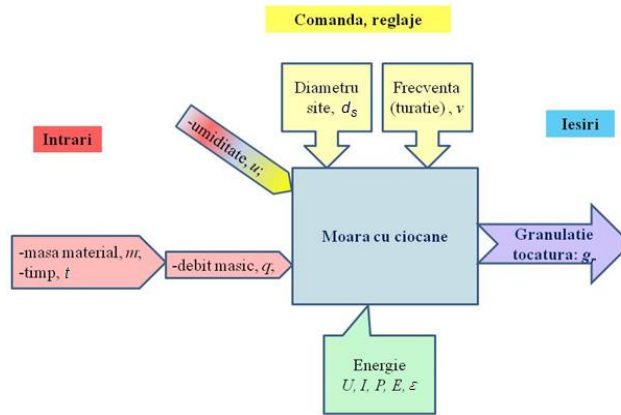 Comanda, reglaje
Diametru
site, ds
Frecventa
(turatie), ν
Intrari
-umiditate, u;
Iesiri
Moara cu ciocane
Granulatie
tocatura: gr
-masa material, m;
-timp, t
-debit masic, q,
Energie
U, I, P, E, ε